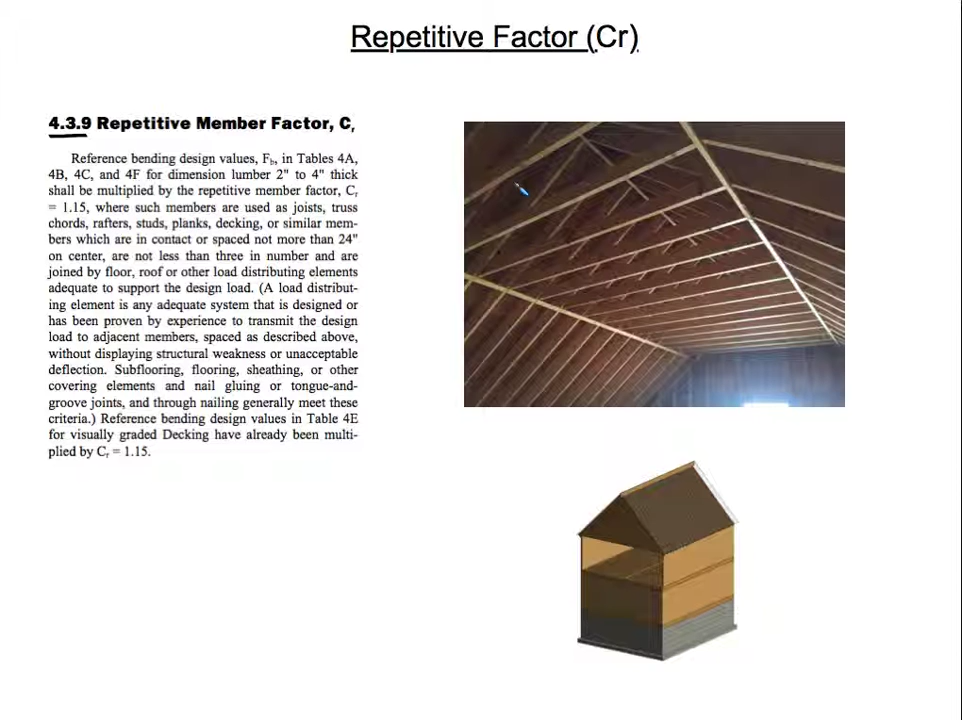 Repetitive Factor (Cr)
4.3.9 Repetitive Member Factor, Cr
Reference bending design values, Fb, in Tables 4A,
4B, 4C, and 4F for dimension lumber 2" to 4" thick
shall be multiplied by the repetitive member factor, Cr
= 1.15, where such members are used as joists, truss
chords, rafters, studs, planks, decking, or similar mem-
bers which are in contact or spaced not more than 24"
on center, are not less than three in number and are
joined by floor, roof or other load distributing elements
adequate to support the design load. (A load distribut-
ing element is any adequate system that is designed or
has been proven by experience to transmit the design
load to adjacent members, spaced as described above,
without displaying structural weakness or unacceptable
deflection. Subflooring, flooring, sheathing, or other
covering elements and nail gluing or tongue-and-
groove joints, and through nailing generally meet these
criteria.) Reference bending design values in Table 4E
for visually graded Decking have already been multi-
plied by Cr = 1.15.